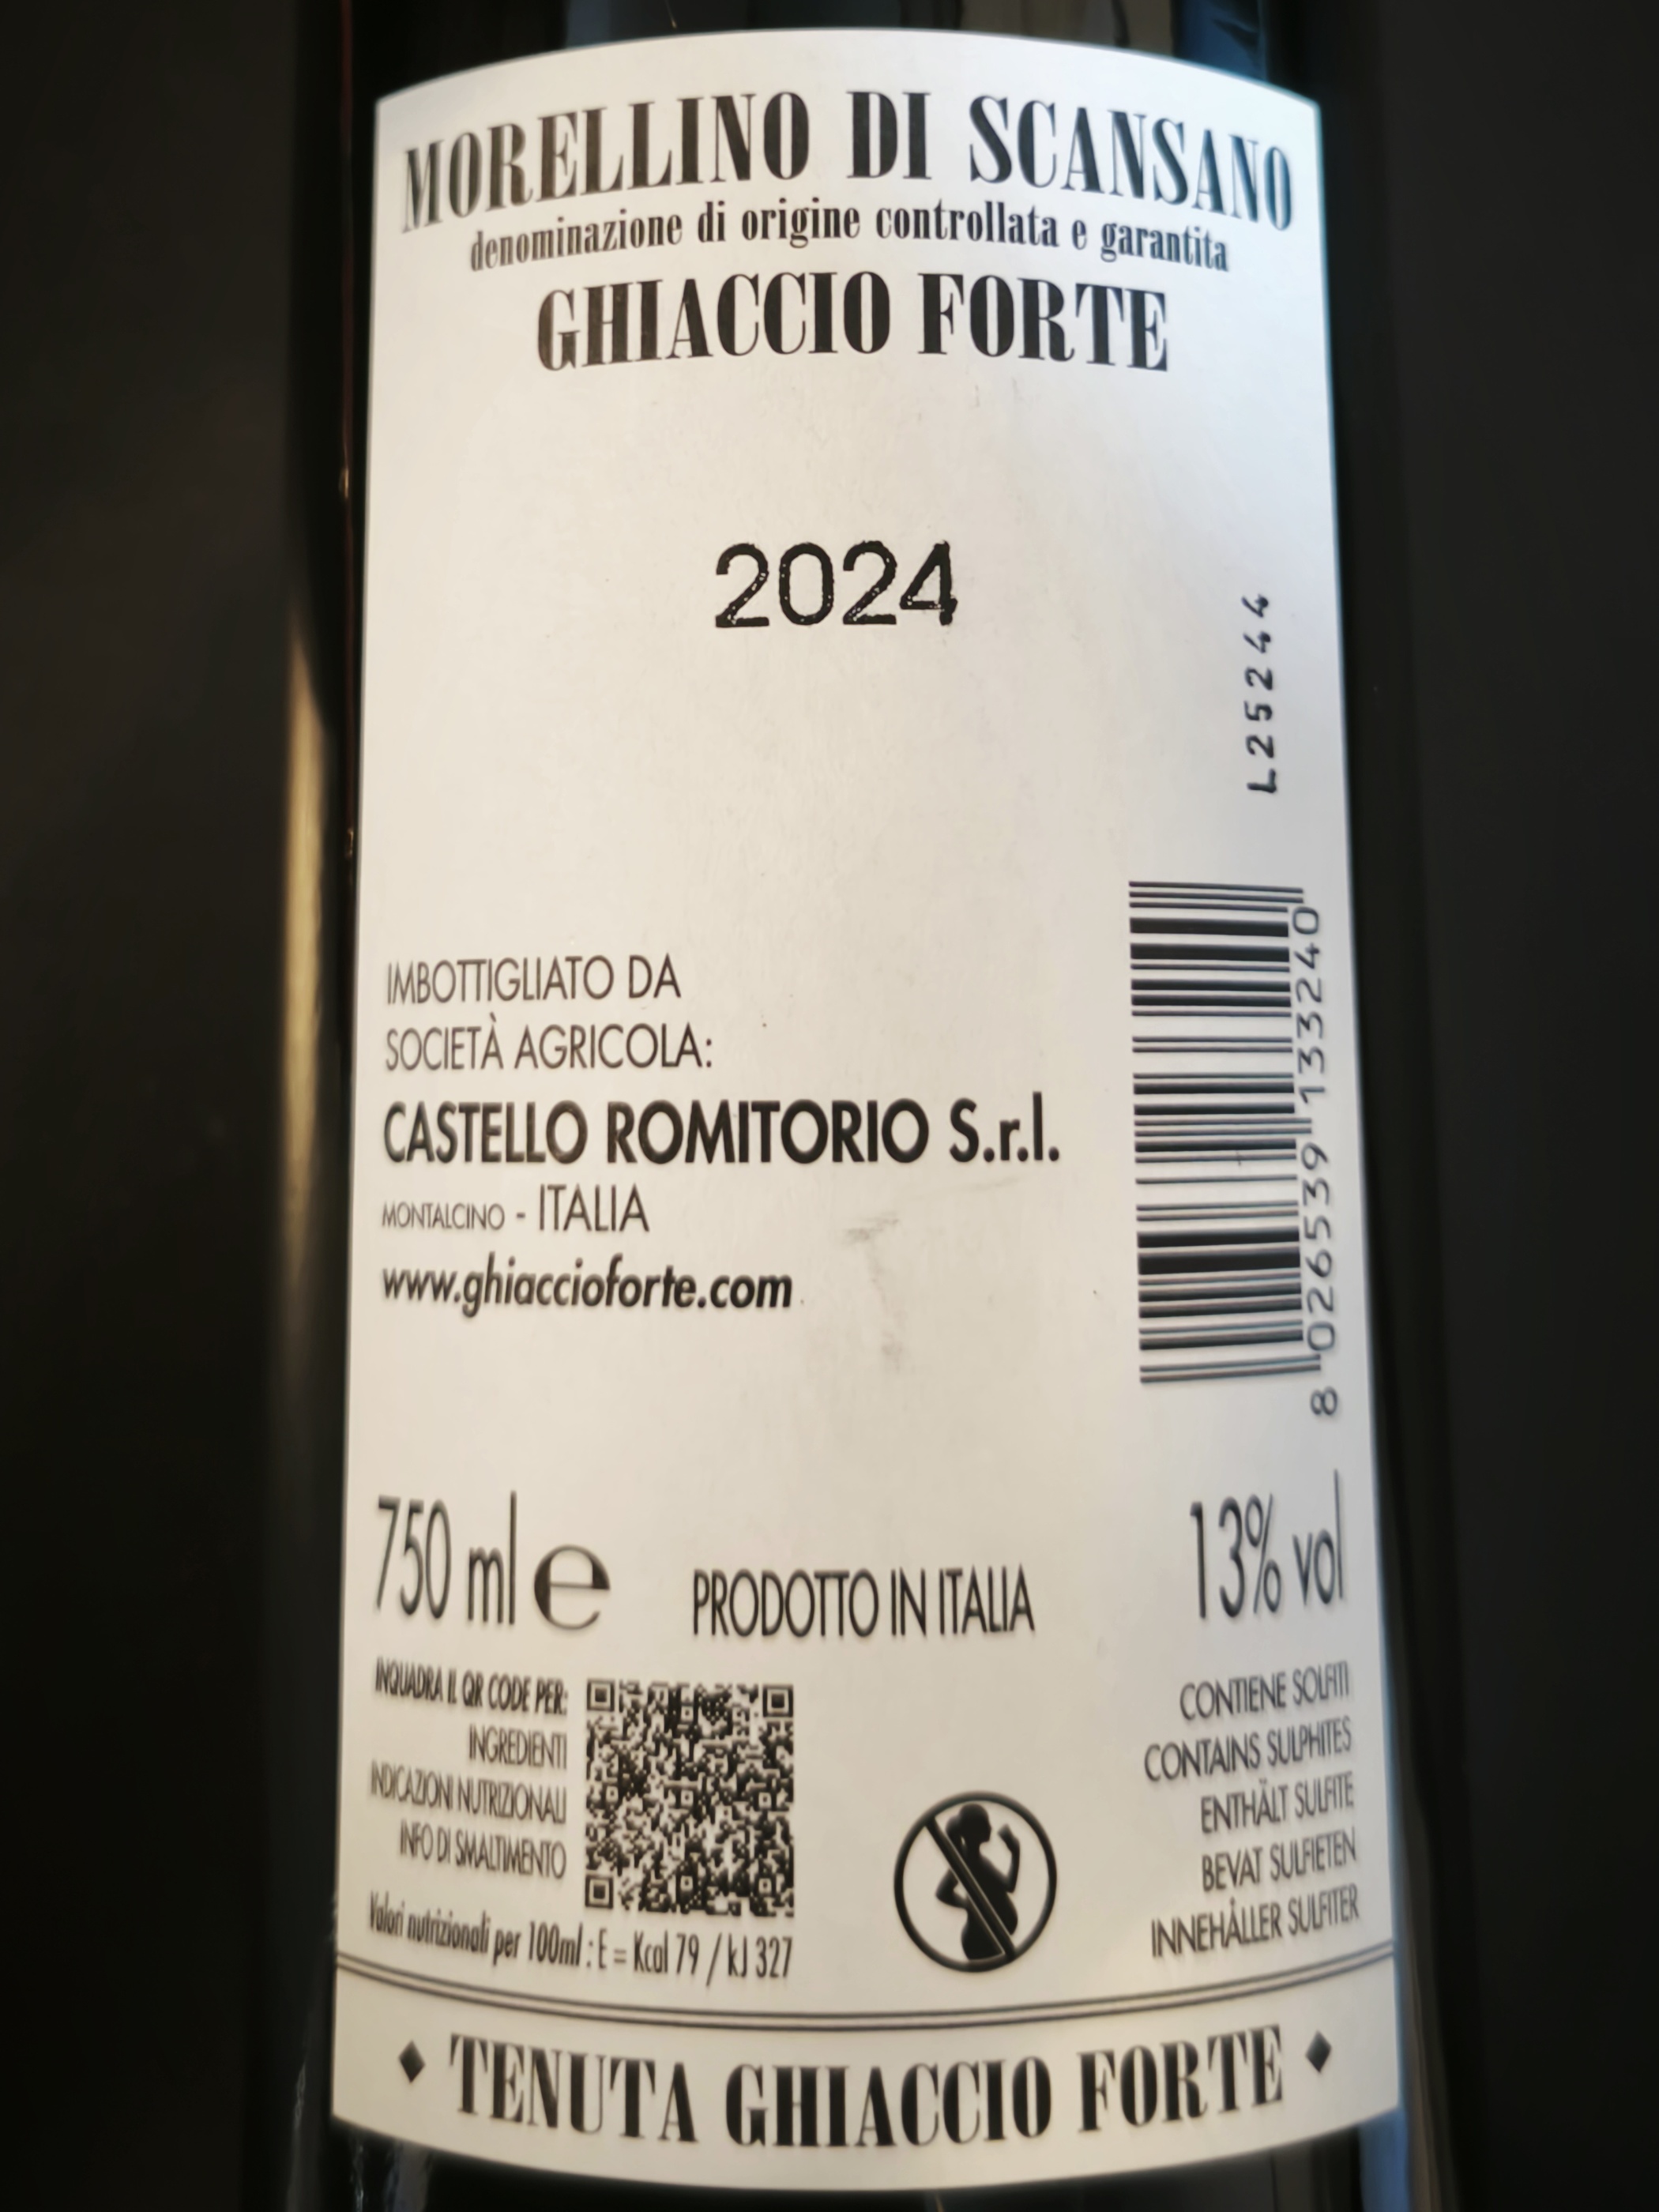 MORELLINO DI SCANSANO
denominazione di origine controllata e garantita
GHIACCIO FORTE
2024
L25244
IMBOTTIGLIATO DA
SOCIETÀ AGRICOLA:
CASTELLO ROMITORIO S.r.l.
MONTALCINO - ITALIA
www.ghiaccioforte.com
8 026539 133240
750 ml e
PRODOTTO IN ITALIA
13% vol
INQUADRA IL QR CODE PER:
INGREDIENTI
INDICAZIONI NUTRIZIONALI
INFO DI SMALTIMENTO
Valori nutrizionali per 100ml : E = Kcal 79 / kJ 327
CONTIENE SOLFITI
CONTAINS SULPHITES
ENTHÄLT SULFITE
BEVAT SULFIETEN
INNEHÅLLER SULFITER
♦ TENUTA GHIACCIO FORTE ♦